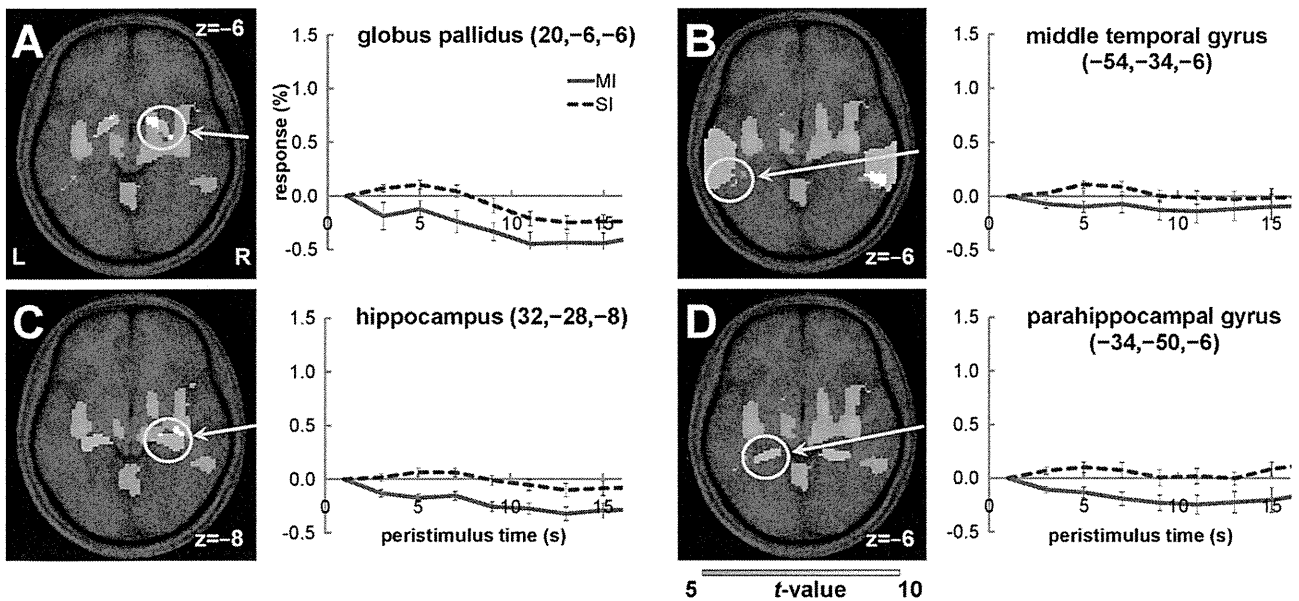 A
z=−6
L
R
globus pallidus (20,−6,−6)
MI
SI
response (%)
1.5
1.0
0.5
0.0
-0.5
0
5
10
15
B
z=−6
middle temporal gyrus
(−54,−34,−6)
1.5
1.0
0.5
0.0
-0.5
0
5
10
15
C
z=−8
hippocampus (32,−28,−8)
1.5
1.0
0.5
0.0
-0.5
0
5
10
15
peristimulus time (s)
D
z=−6
parahippocampal gyrus
(−34,−50,−6)
1.5
1.0
0.5
0.0
-0.5
0
5
10
15
peristimulus time (s)
5 t-value 10